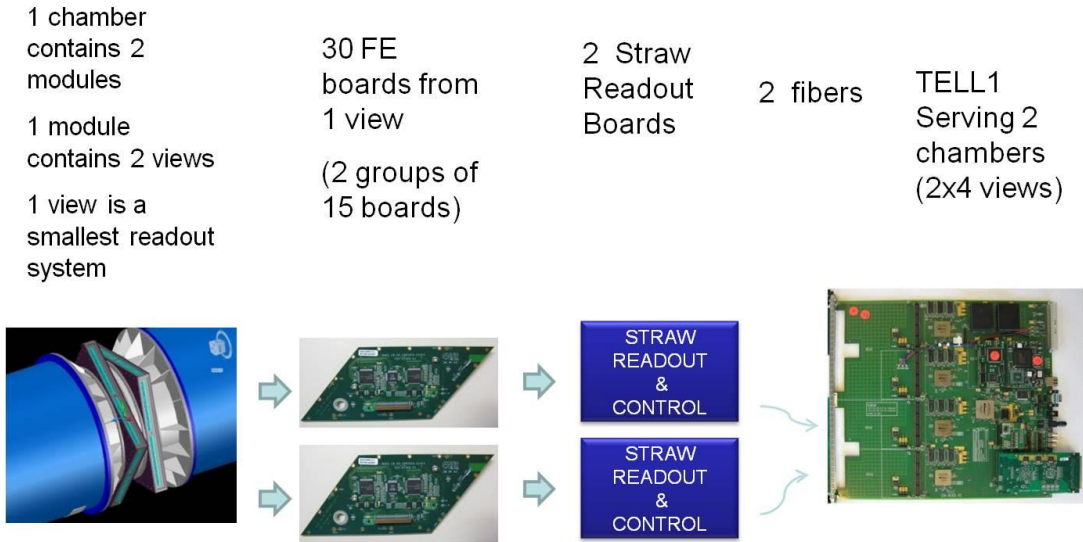 1 chamber
contains 2
modules
1 module
contains 2 views
1 view is a
smallest readout
system
30 FE
boards from
1 view
(2 groups of
15 boards)
2 Straw
Readout
Boards
2 fibers
TELL1
Serving 2
chambers
(2x4 views)
STRAW
READOUT
&
CONTROL
STRAW
READOUT
&
CONTROL